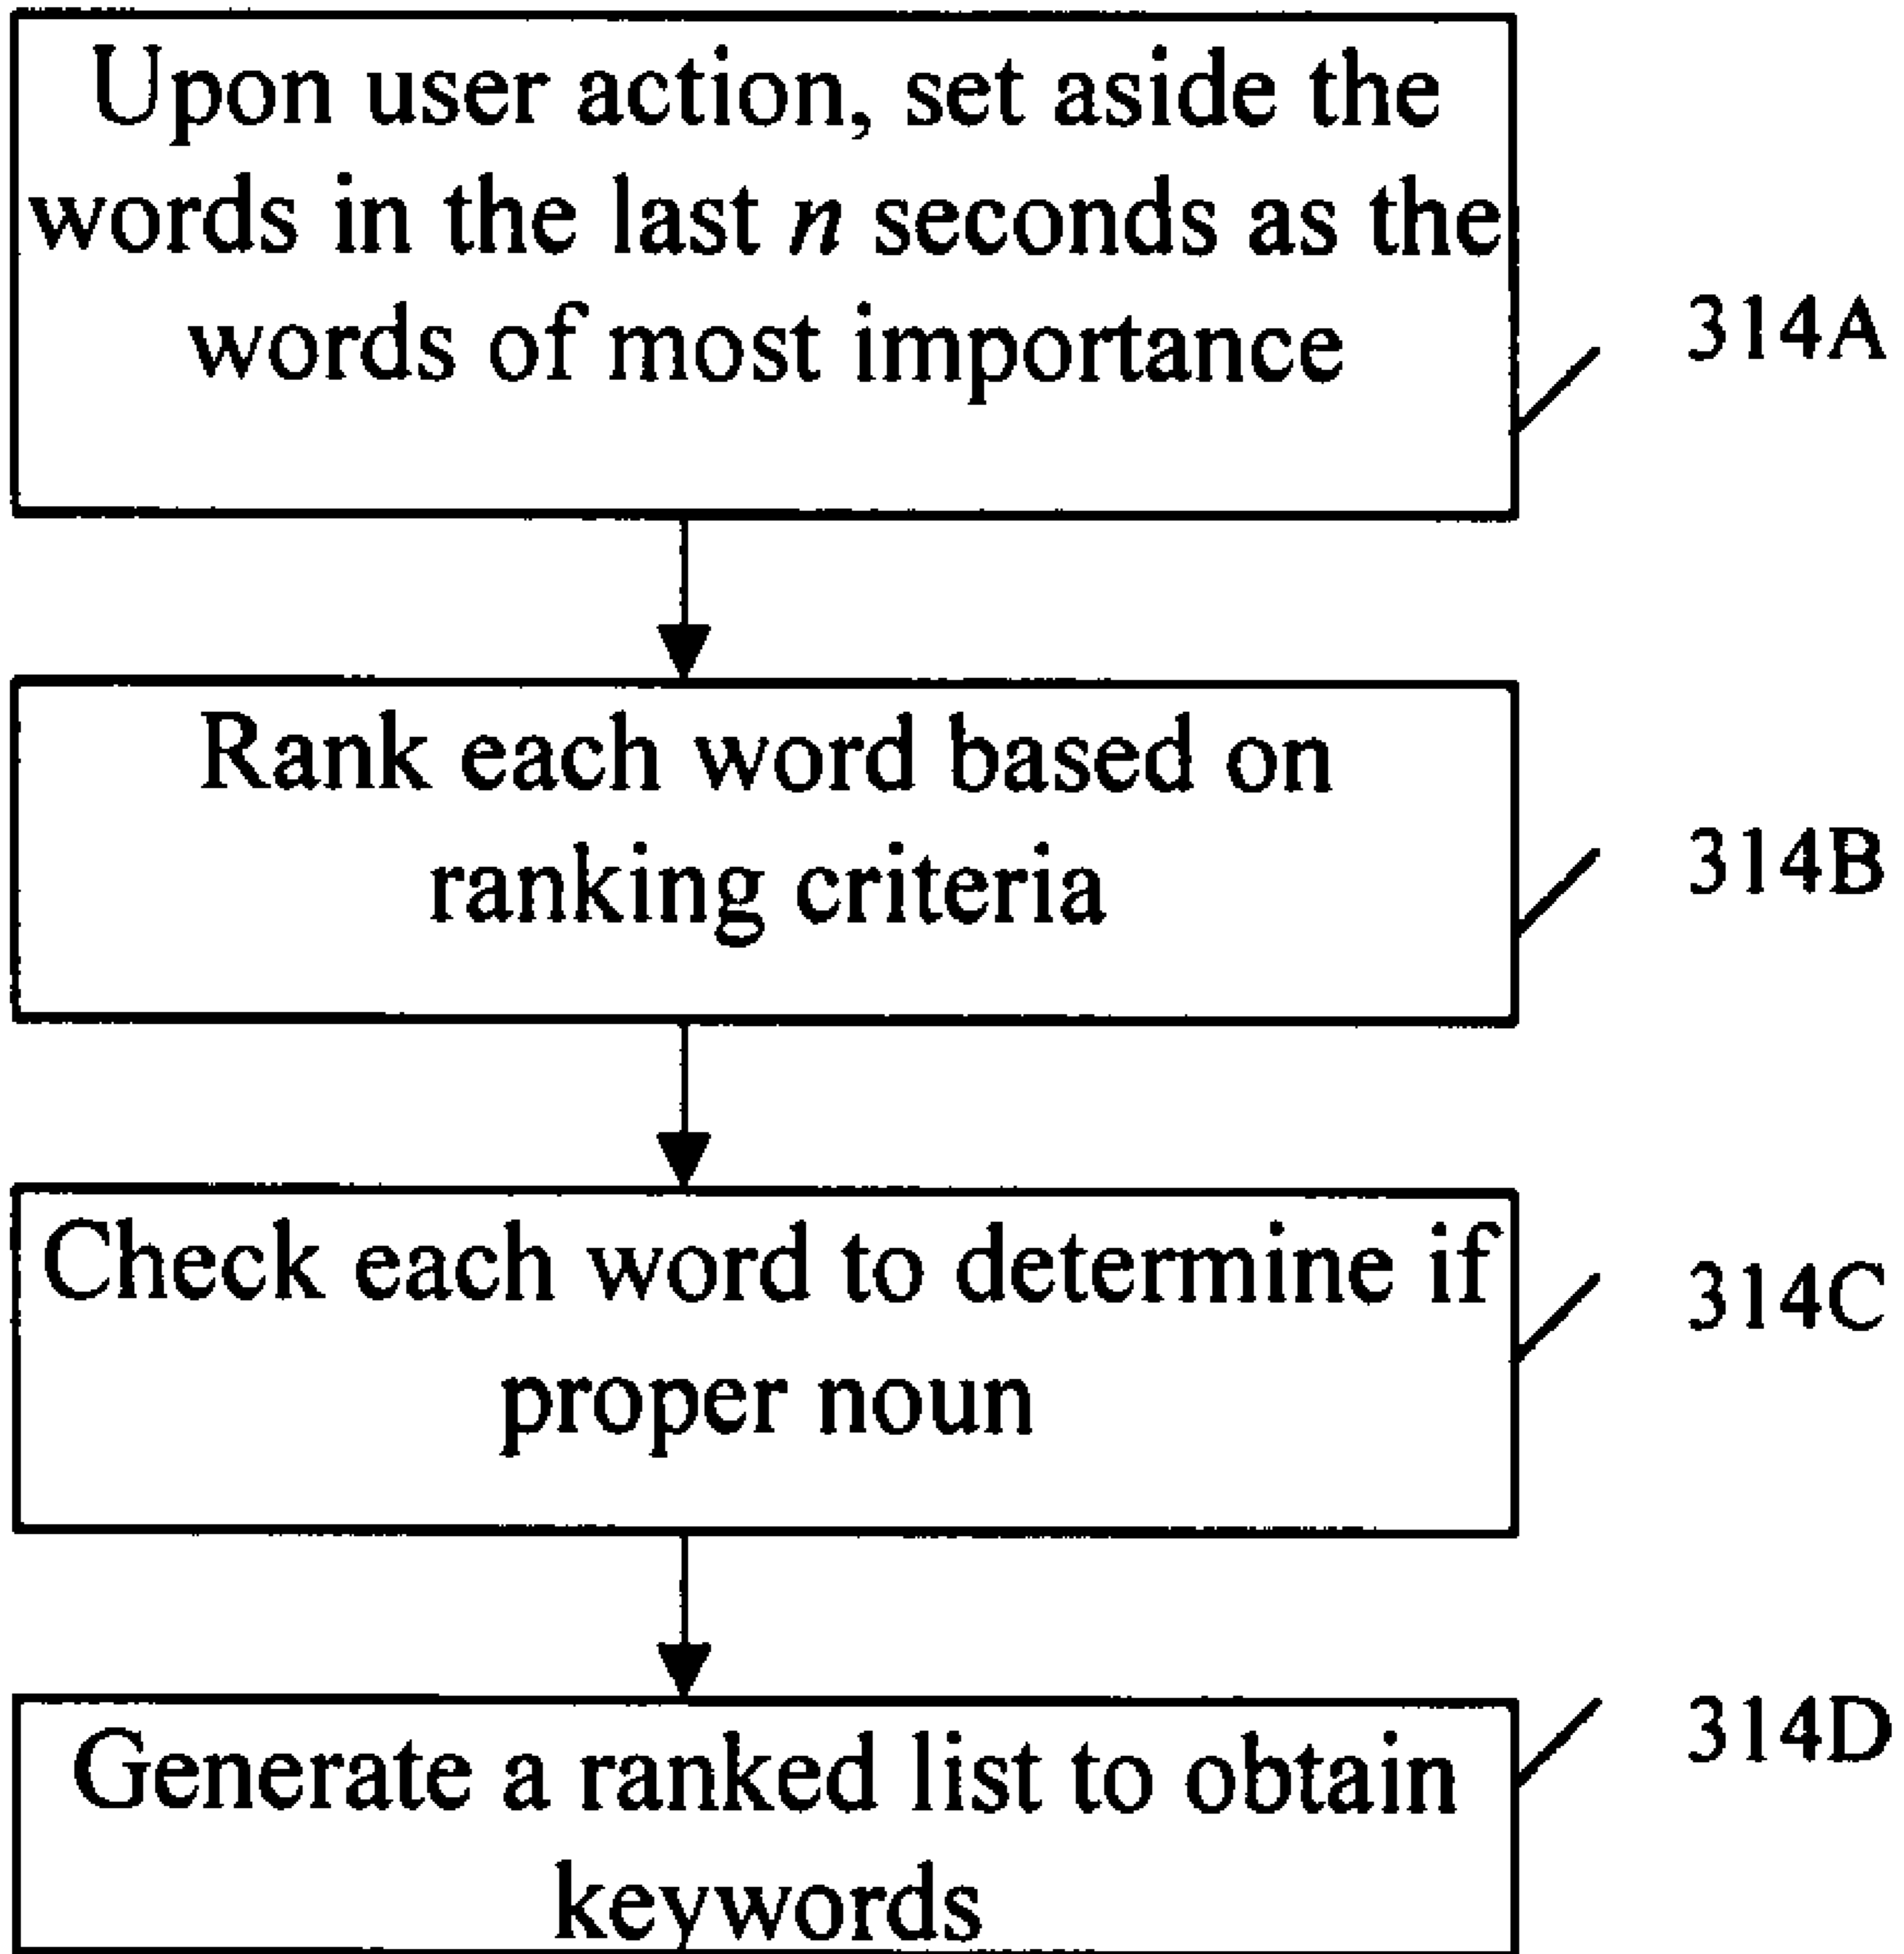 Upon user action, set aside the
words in the last n seconds as the
words of most importance
314A
Rank each word based on
ranking criteria
314B
Check each word to determine if
proper noun
314C
Generate a ranked list to obtain
keywords
314D